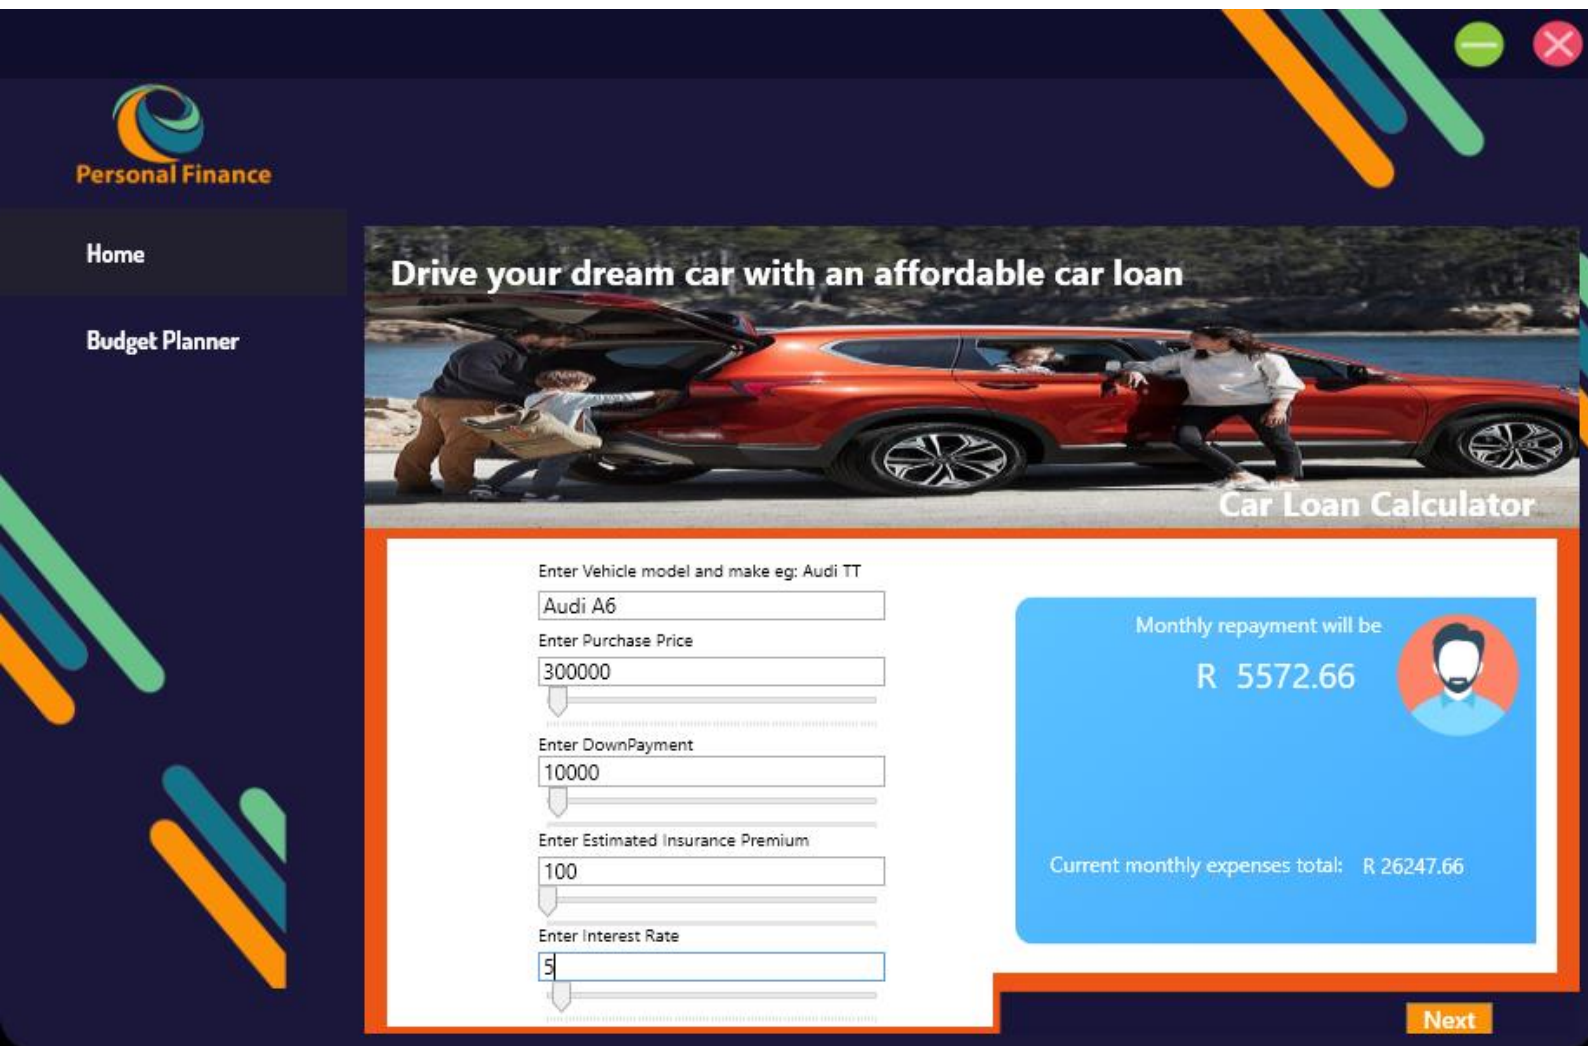 Personal Finance
Home
Budget Planner
Drive your dream car with an affordable car loan
Car Loan Calculator
Enter Vehicle model and make eg: Audi TT
Audi A6
Enter Purchase Price
300000
Enter DownPayment
10000
Enter Estimated Insurance Premium
100
Enter Interest Rate
5
Monthly repayment will be
R 5572.66
Current monthly expenses total: R 26247.66
Next